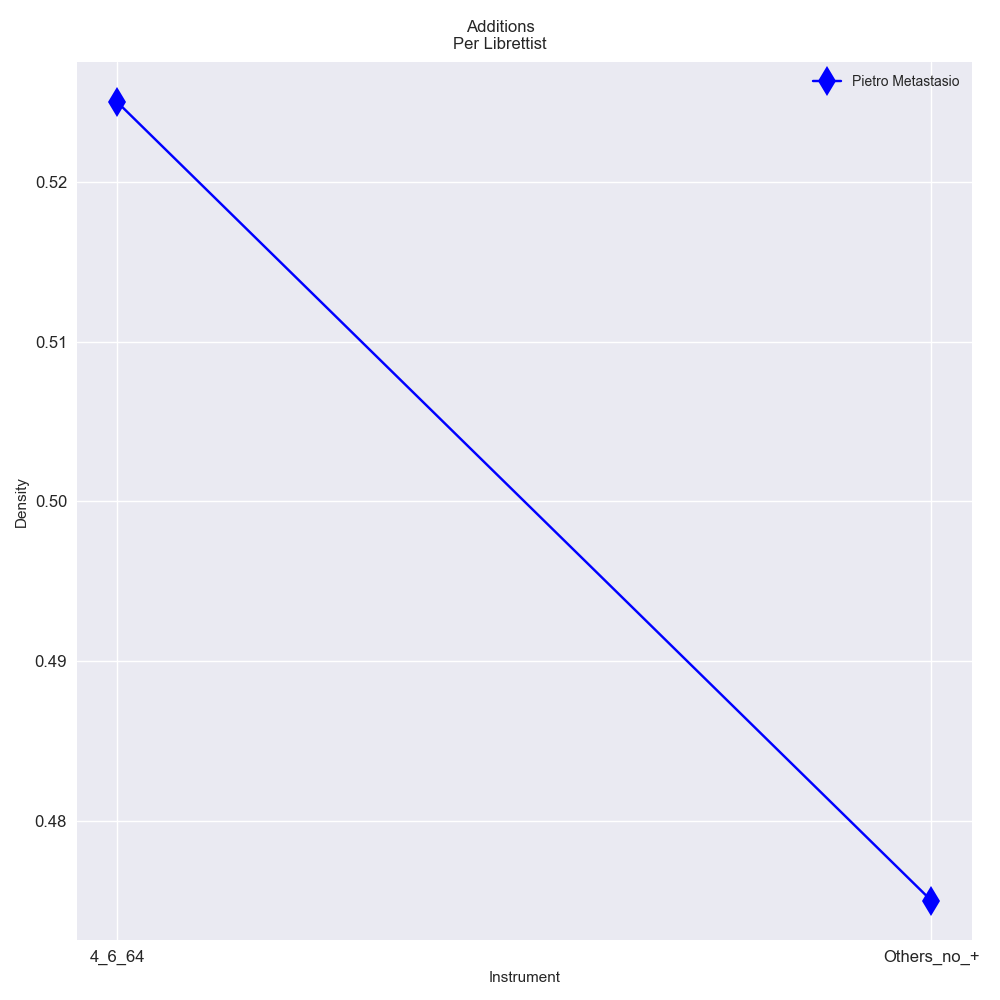 Additions
Per Librettist
Pietro Metastasio
0.52
0.51
0.50
0.49
0.48
Density
4_6_64
Others_no_+
Instrument